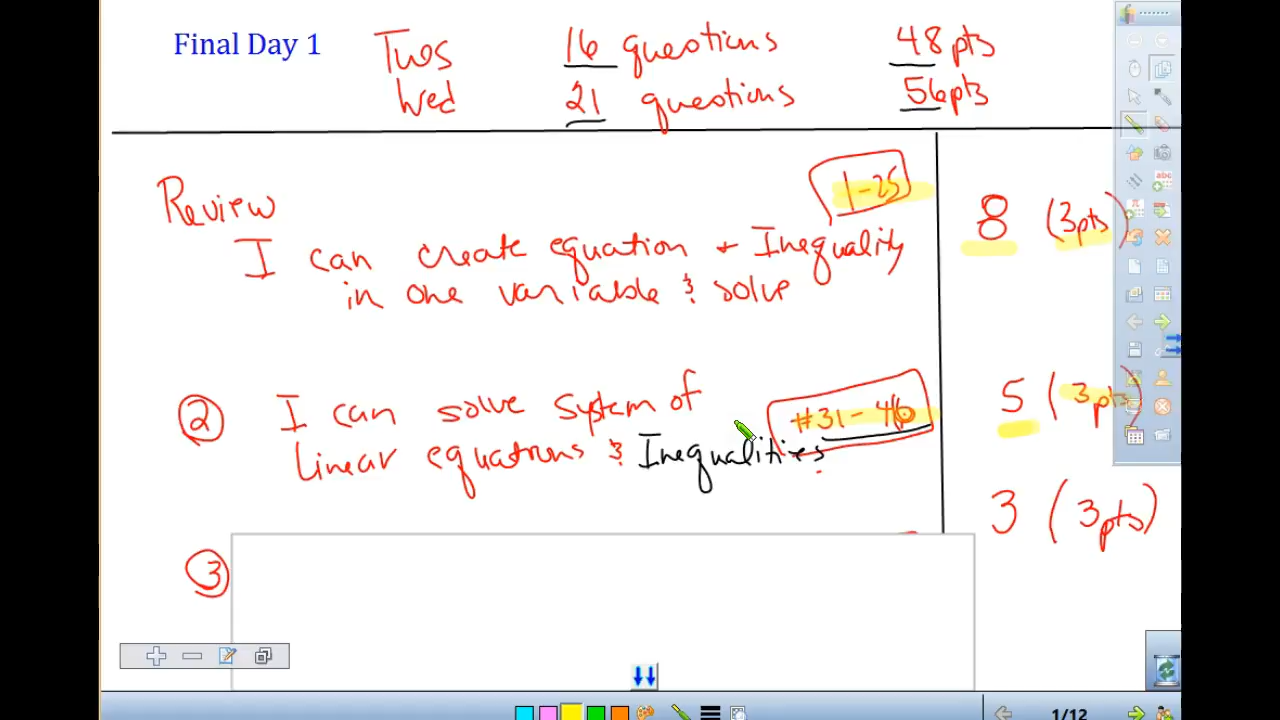 Final Day 1
Tues 16 questions 48pts
Wed 21 questions 56pts
Review
1-25
8 (3pts)
I can create equation + Inequality
in one variable & solve
② I can solve system of
#31-46
5 (3pts)
linear equations & Inequalities
3 (3pts)
③
1/12